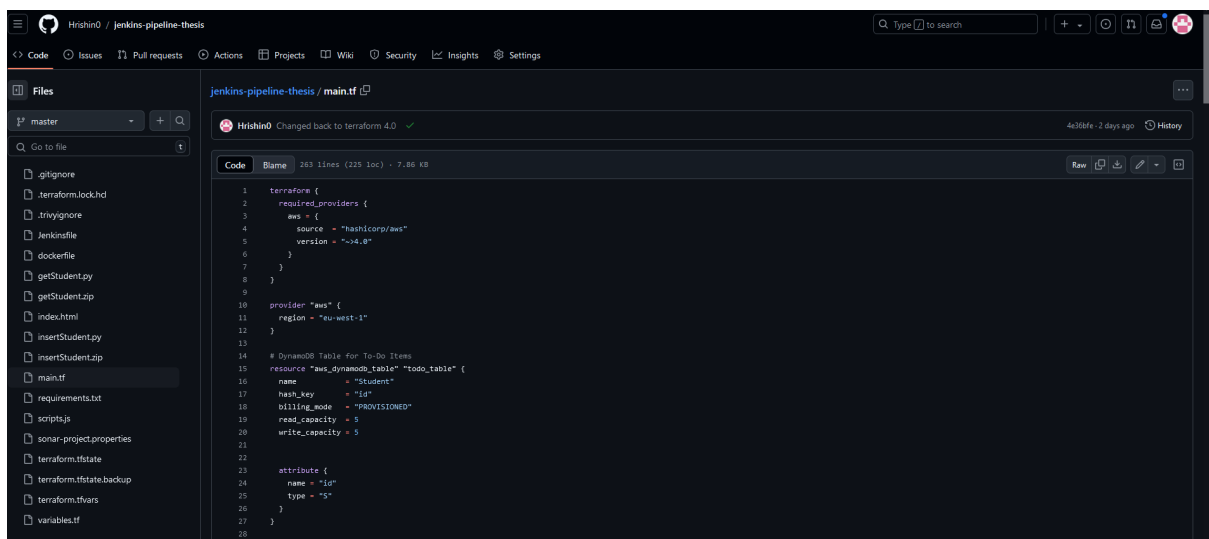 Hrishin0 / jenkins-pipeline-thesis
Type / to search
Code Issues Pull requests Actions Projects Wiki Security Insights Settings
Files
master
Go to file t
.gitignore
.terraform.lock.hcl
.trivyignore
Jenkinsfile
dockerfile
getStudent.py
getStudent.zip
index.html
insertStudent.py
insertStudent.zip
main.tf
requirements.txt
scripts.js
sonar-project.properties
terraform.tfstate
terraform.tfstate.backup
terraform.tfvars
variables.tf
jenkins-pipeline-thesis / main.tf
Hrishin0 Changed back to terraform 4.0
4e36bfe · 2 days ago History
Code Blame 263 lines (225 loc) · 7.86 KB
Raw
1 terraform {
2 required_providers {
3 aws = {
4 source = "hashicorp/aws"
5 version = "~>4.0"
6 }
7 }
8 }
9
10 provider "aws" {
11 region = "eu-west-1"
12 }
13
14 # DynamoDB Table for To-Do Items
15 resource "aws_dynamodb_table" "todo_table" {
16 name = "Student"
17 hash_key = "id"
18 billing_mode = "PROVISIONED"
19 read_capacity = 5
20 write_capacity = 5
21
22
23 attribute {
24 name = "id"
25 type = "S"
26 }
27 }
28